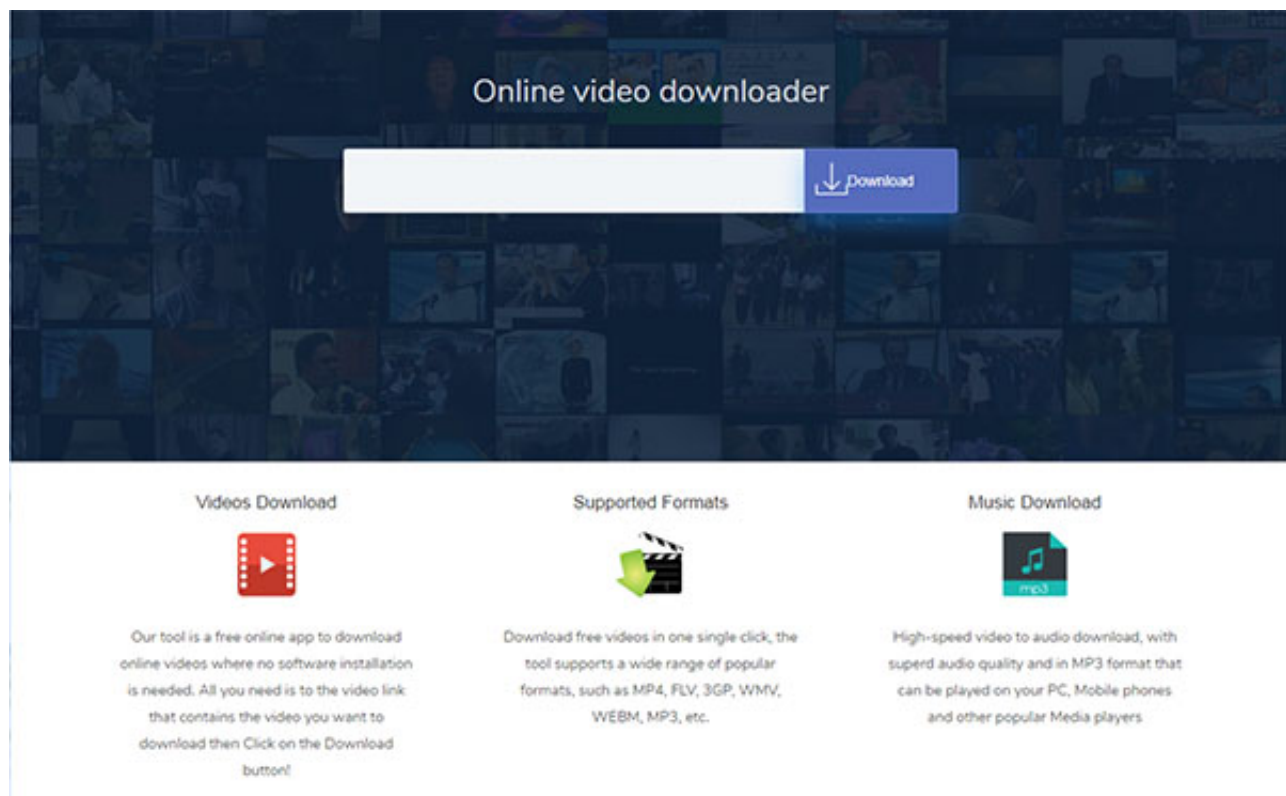 Online video downloader
Download
Videos Download
Our tool is a free online app to download
online videos where no software installation
is needed. All you need is to the video link
that contains the video you want to
download then Click on the Download
button!
Supported Formats
Download free videos in one single click, the
tool supports a wide range of popular
formats, such as MP4, FLV, 3GP, WMV,
WEBM, MP3, etc.
Music Download
mp3
High-speed video to audio download, with
superd audio quality and in MP3 format that
can be played on your PC, Mobile phones
and other popular Media players